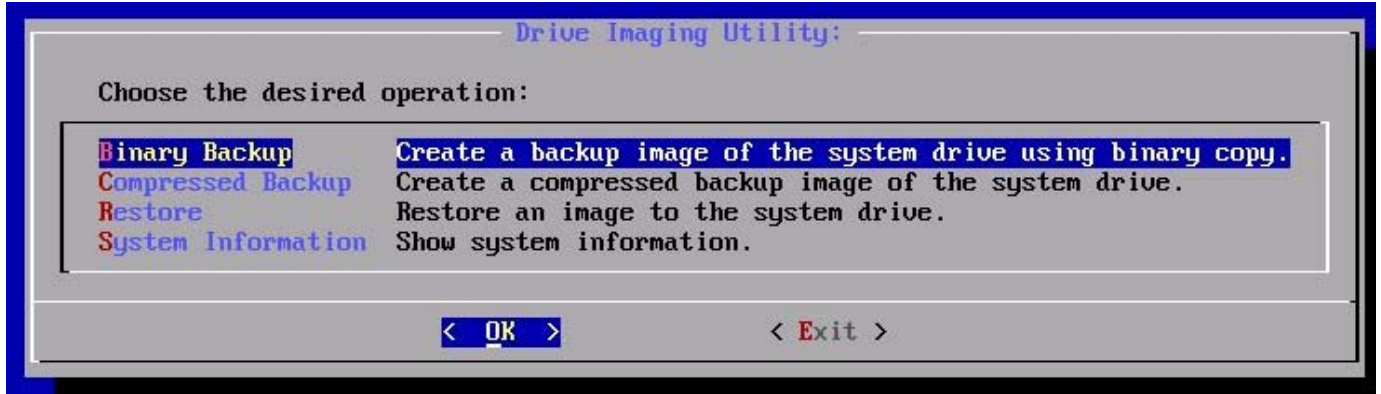 Drive Imaging Utility:
Choose the desired operation:
Binary Backup Create a backup image of the system drive using binary copy.
Compressed Backup Create a compressed backup image of the system drive.
Restore Restore an image to the system drive.
System Information Show system information.
< OK > < Exit >